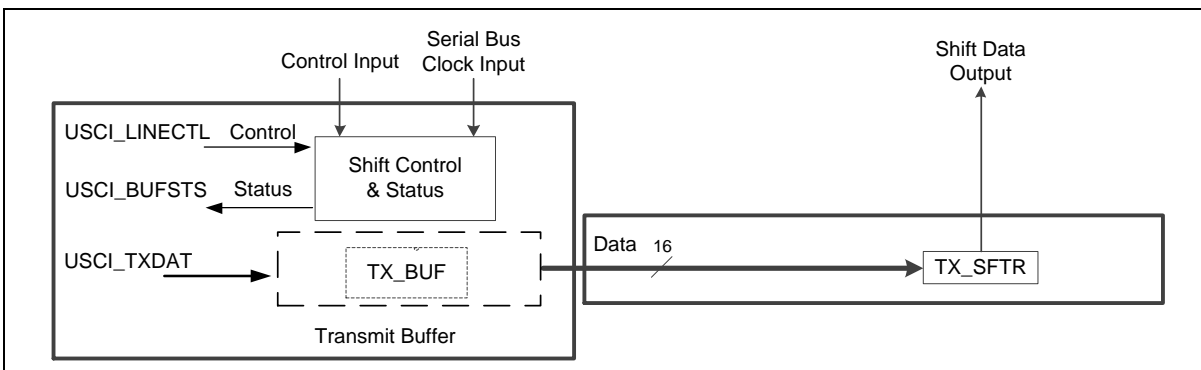 Control Input
Serial Bus
Clock Input
Shift Data
Output
USCI_LINECTL Control
Shift Control
& Status
USCI_BUFSTS Status
USCI_TXDAT
TX_BUF
Data 16
TX_SFTR
Transmit Buffer